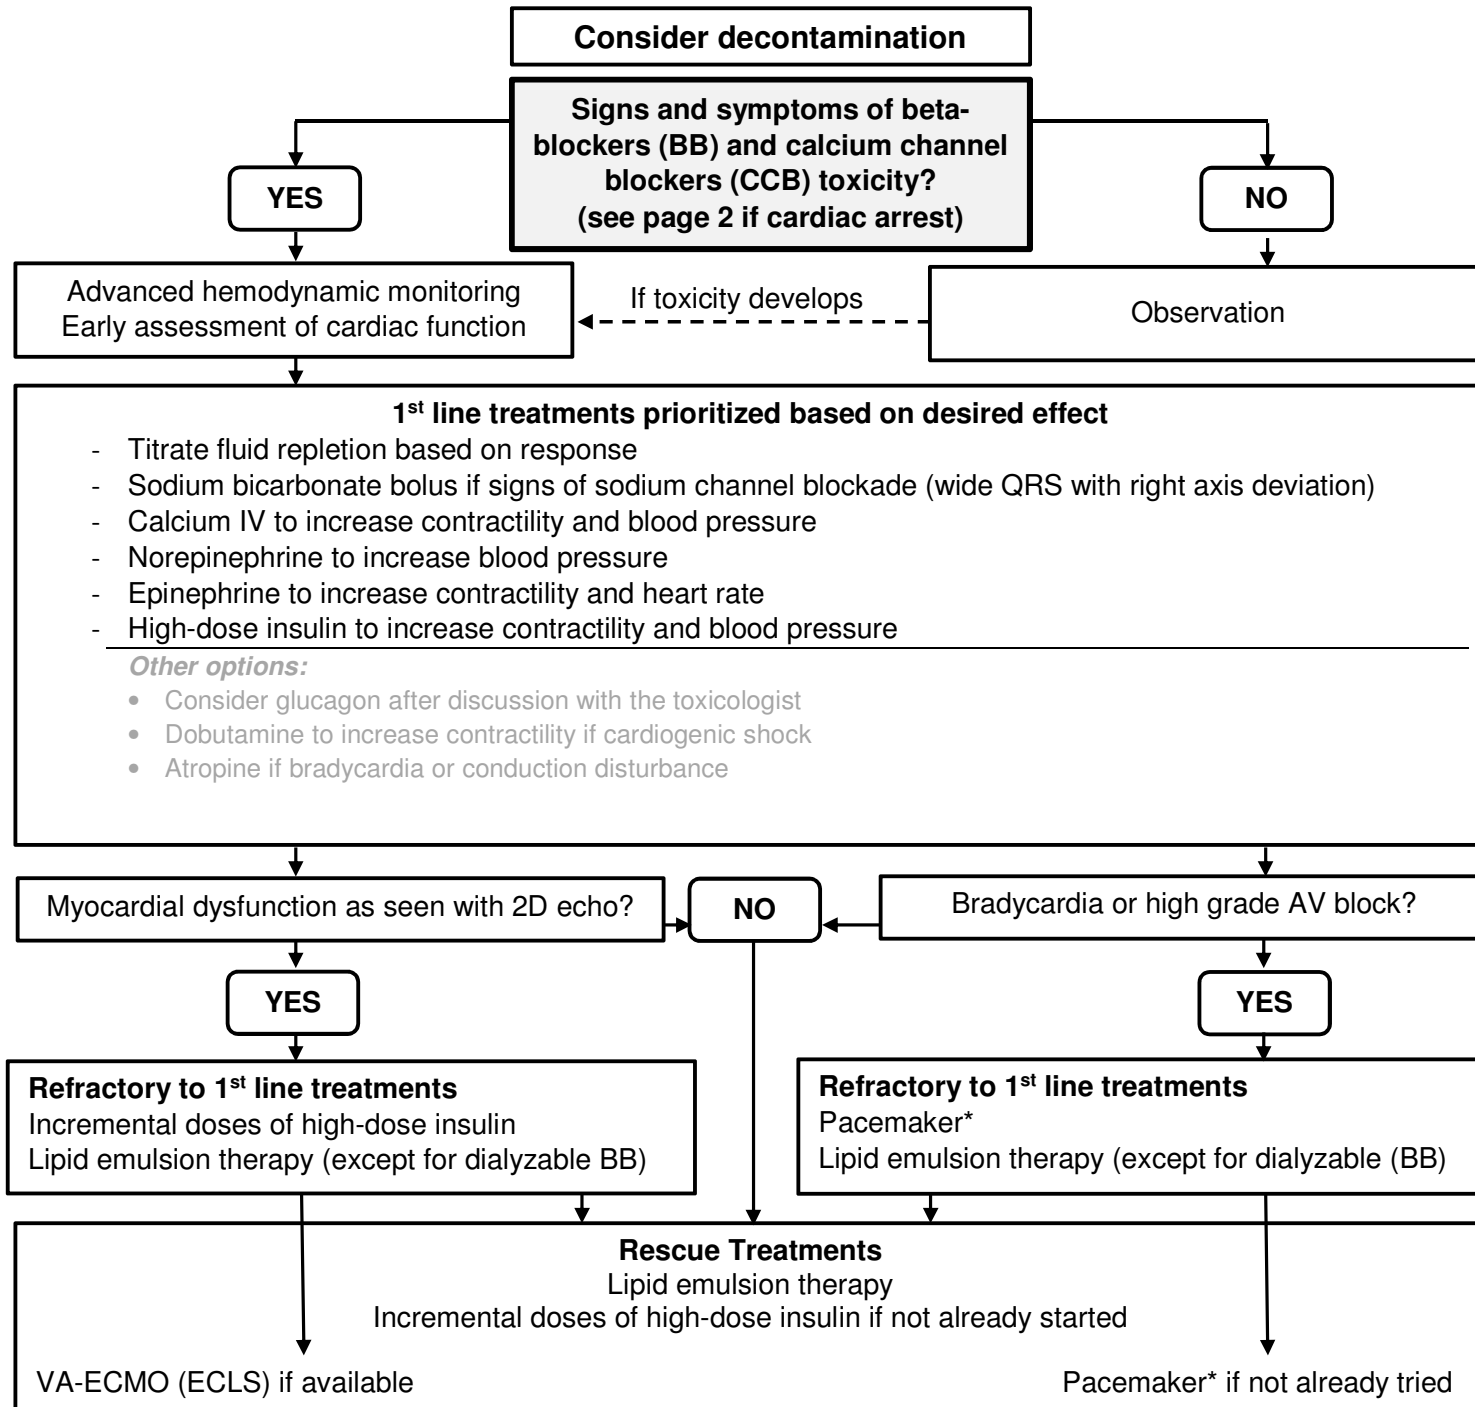 Consider decontamination
Signs and symptoms of beta-
blockers (BB) and calcium channel
blockers (CCB) toxicity?
(see page 2 if cardiac arrest)
YES
NO
Advanced hemodynamic monitoring
Early assessment of cardiac function
If toxicity develops
Observation
1st line treatments prioritized based on desired effect
- Titrate fluid repletion based on response
- Sodium bicarbonate bolus if signs of sodium channel blockade (wide QRS with right axis deviation)
- Calcium IV to increase contractility and blood pressure
- Norepinephrine to increase blood pressure
- Epinephrine to increase contractility and heart rate
- High-dose insulin to increase contractility and blood pressure
Other options:
• Consider glucagon after discussion with the toxicologist
• Dobutamine to increase contractility if cardiogenic shock
• Atropine if bradycardia or conduction disturbance
Myocardial dysfunction as seen with 2D echo?
NO
Bradycardia or high grade AV block?
YES
YES
Refractory to 1st line treatments
Incremental doses of high-dose insulin
Lipid emulsion therapy (except for dialyzable BB)
Refractory to 1st line treatments
Pacemaker*
Lipid emulsion therapy (except for dialyzable (BB)
Rescue Treatments
Lipid emulsion therapy
Incremental doses of high-dose insulin if not already started
VA-ECMO (ECLS) if available
Pacemaker* if not already tried